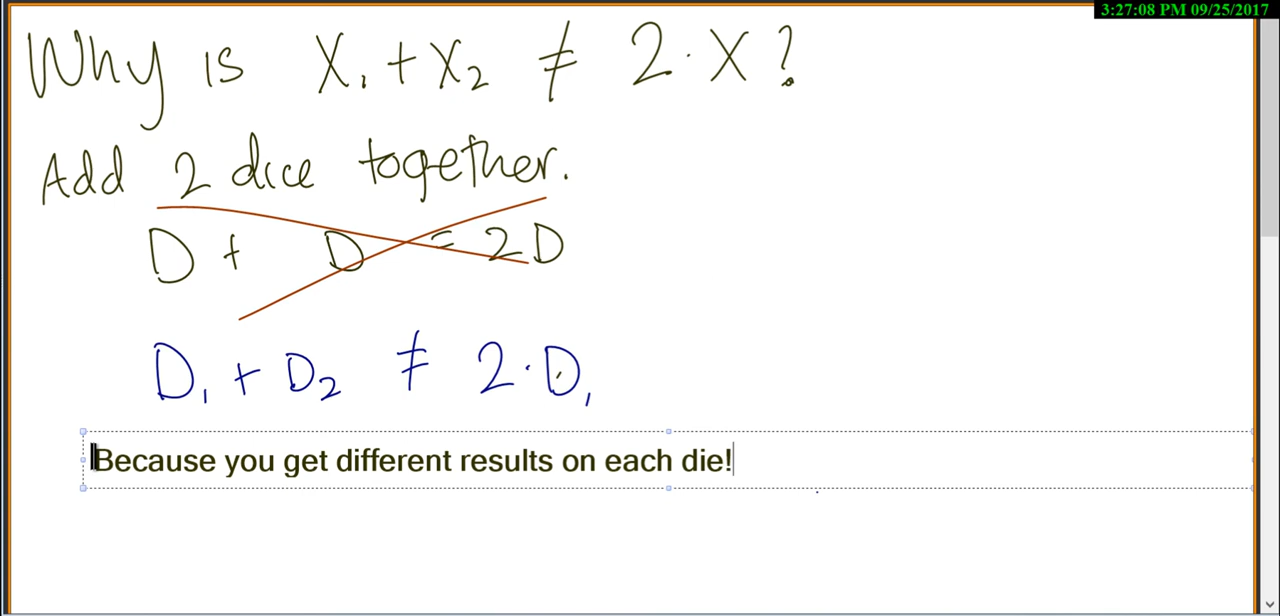 3:27:08 PM 09/25/2017
Why is X₁ + X₂ ≠ 2 · X?
Add 2 dice together.
D + D = 2D
D₁ + D₂ ≠ 2 · D₁
Because you get different results on each die!